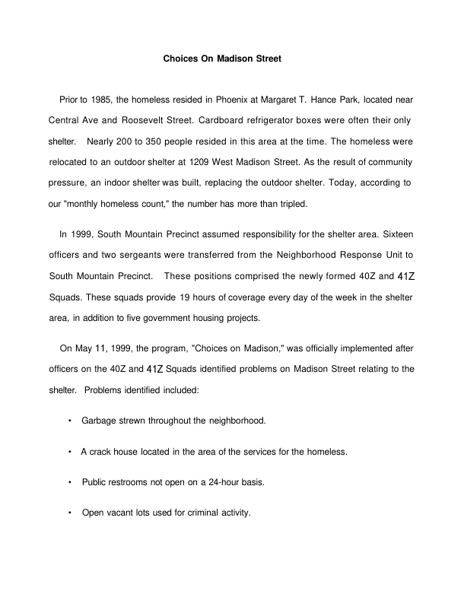 Choices On Madison Street
Prior to 1985, the homeless resided in Phoenix at Margaret T. Hance Park, located near
Central Ave and Roosevelt Street. Cardboard refrigerator boxes were often their only
shelter. Nearly 200 to 350 people resided in this area at the time. The homeless were
relocated to an outdoor shelter at 1209 West Madison Street. As the result of community
pressure, an indoor shelter was built, replacing the outdoor shelter. Today, according to
our "monthly homeless count," the number has more than tripled.
In 1999, South Mountain Precinct assumed responsibility for the shelter area. Sixteen
officers and two sergeants were transferred from the Neighborhood Response Unit to
South Mountain Precinct. These positions comprised the newly formed 40Z and 41Z
Squads. These squads provide 19 hours of coverage every day of the week in the shelter
area, in addition to five government housing projects.
On May 11, 1999, the program, "Choices on Madison," was officially implemented after
officers on the 40Z and 41Z Squads identified problems on Madison Street relating to the
shelter. Problems identified included:
• Garbage strewn throughout the neighborhood.
• A crack house located in the area of the services for the homeless.
• Public restrooms not open on a 24-hour basis.
• Open vacant lots used for criminal activity.